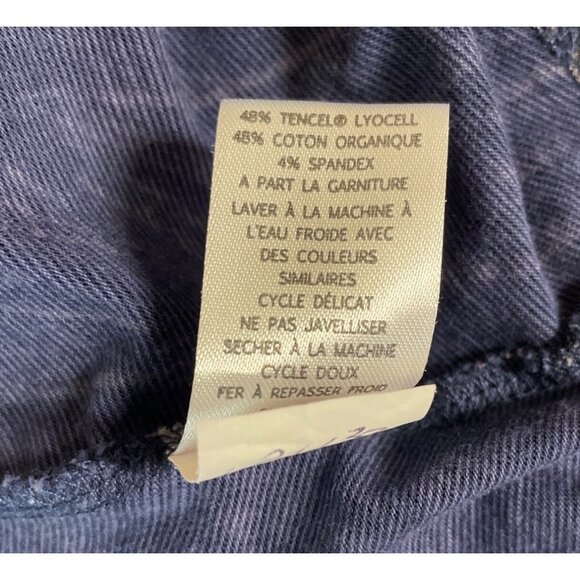 48% TENCEL® LYOCELL
48% COTON ORGANIQUE
4% SPANDEX
A PART LA GARNITURE
LAVER À LA MACHINE À
L'EAU FROIDE AVEC
DES COULEURS
SIMILAIRES
CYCLE DÉLICAT
NE PAS JAVELLISER
SÉCHER À LA MACHINE
CYCLE DOUX
FER À REPASSER FROID